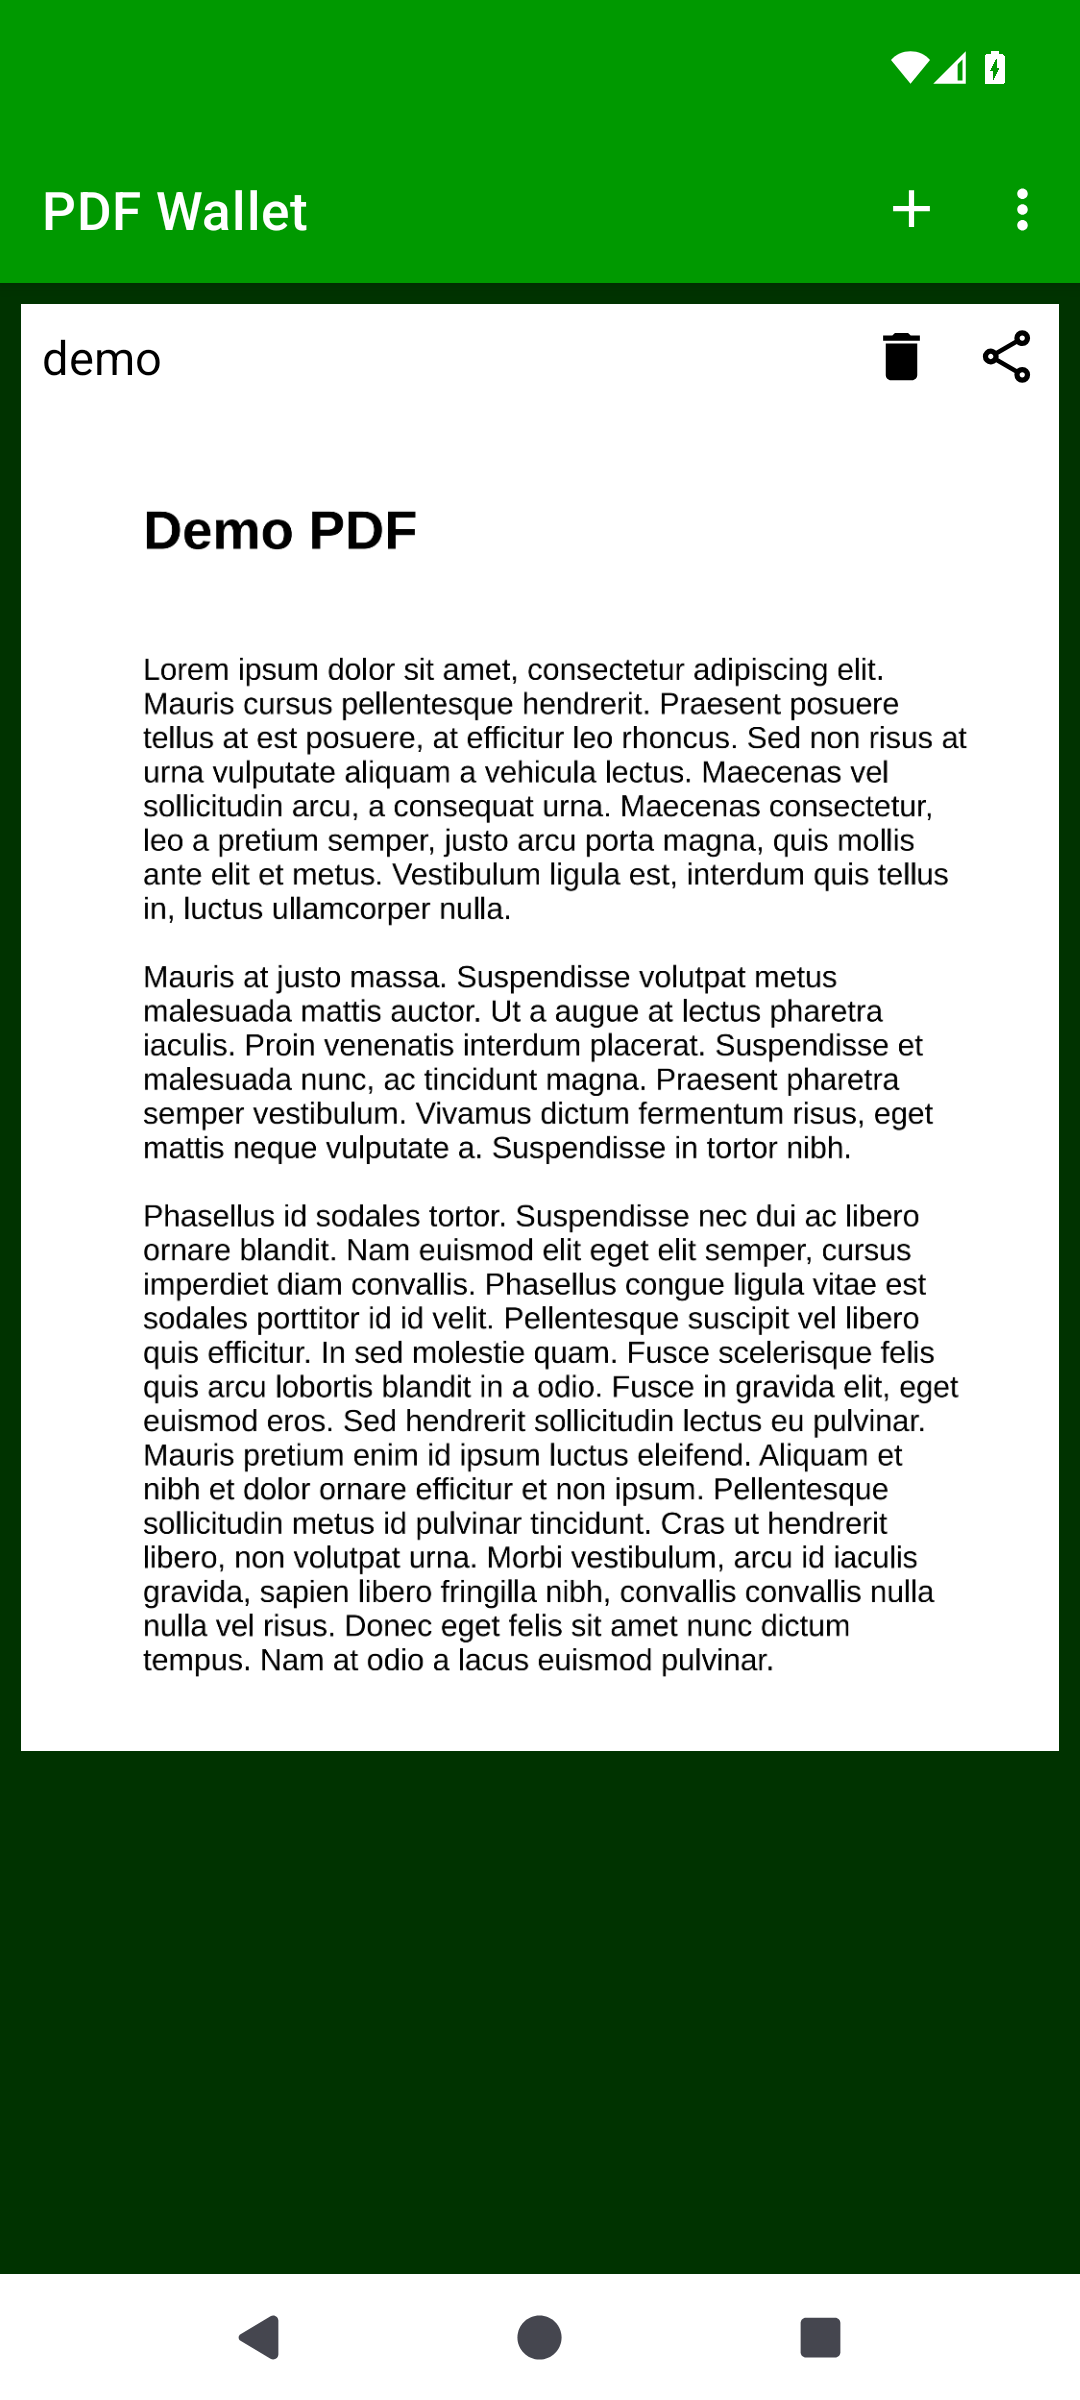 PDF Wallet
demo
Demo PDF
Lorem ipsum dolor sit amet, consectetur adipiscing elit.
Mauris cursus pellentesque hendrerit. Praesent posuere
tellus at est posuere, at efficitur leo rhoncus. Sed non risus at
urna vulputate aliquam a vehicula lectus. Maecenas vel
sollicitudin arcu, a consequat urna. Maecenas consectetur,
leo a pretium semper, justo arcu porta magna, quis mollis
ante elit et metus. Vestibulum ligula est, interdum quis tellus
in, luctus ullamcorper nulla.
Mauris at justo massa. Suspendisse volutpat metus
malesuada mattis auctor. Ut a augue at lectus pharetra
iaculis. Proin venenatis interdum placerat. Suspendisse et
malesuada nunc, ac tincidunt magna. Praesent pharetra
semper vestibulum. Vivamus dictum fermentum risus, eget
mattis neque vulputate a. Suspendisse in tortor nibh.
Phasellus id sodales tortor. Suspendisse nec dui ac libero
ornare blandit. Nam euismod elit eget elit semper, cursus
imperdiet diam convallis. Phasellus congue ligula vitae est
sodales porttitor id id velit. Pellentesque suscipit vel libero
quis efficitur. In sed molestie quam. Fusce scelerisque felis
quis arcu lobortis blandit in a odio. Fusce in gravida elit, eget
euismod eros. Sed hendrerit sollicitudin lectus eu pulvinar.
Mauris pretium enim id ipsum luctus eleifend. Aliquam et
nibh et dolor ornare efficitur et non ipsum. Pellentesque
sollicitudin metus id pulvinar tincidunt. Cras ut hendrerit
libero, non volutpat urna. Morbi vestibulum, arcu id iaculis
gravida, sapien libero fringilla nibh, convallis convallis nulla
nulla vel risus. Donec eget felis sit amet nunc dictum
tempus. Nam at odio a lacus euismod pulvinar.